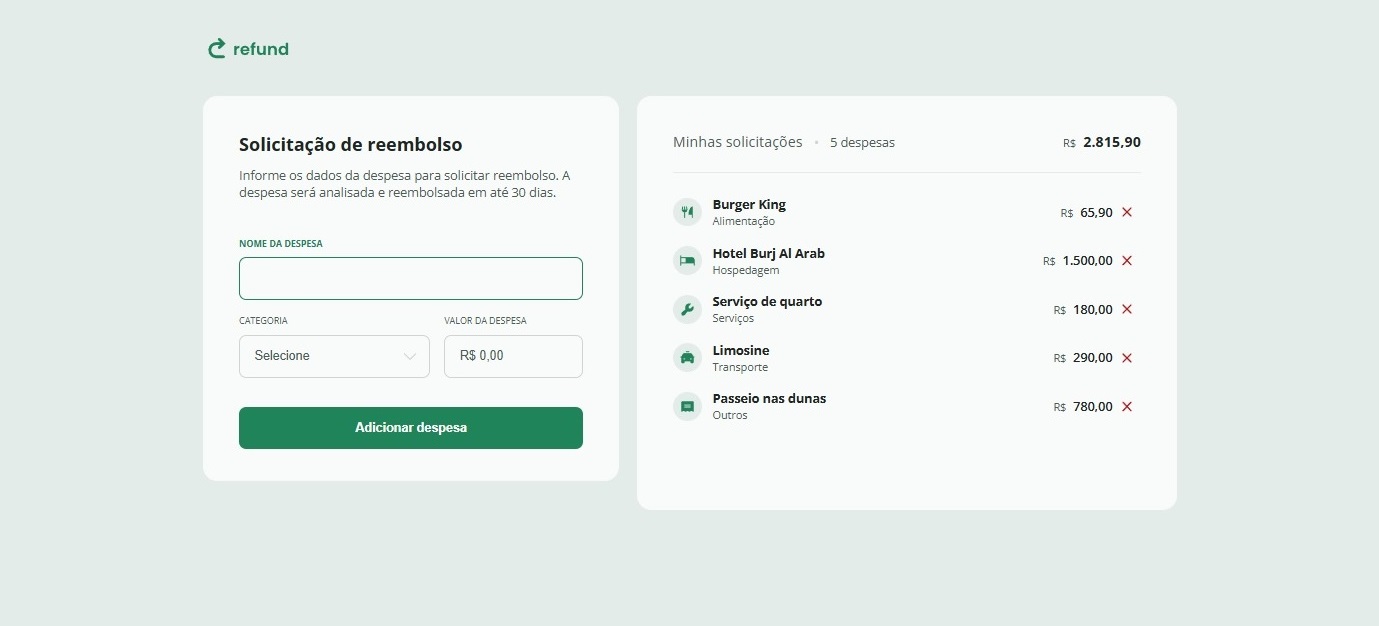 refund
Solicitação de reembolso
Informe os dados da despesa para solicitar reembolso. A
despesa será analisada e reembolsada em até 30 dias.
NOME DA DESPESA
CATEGORIA VALOR DA DESPESA
Selecione R$ 0,00
Adicionar despesa
Minhas solicitações • 5 despesas R$ 2.815,90
Burger King
Alimentação
R$ 65,90
Hotel Burj Al Arab
Hospedagem
R$ 1.500,00
Serviço de quarto
Serviços
R$ 180,00
Limosine
Transporte
R$ 290,00
Passeio nas dunas
Outros
R$ 780,00